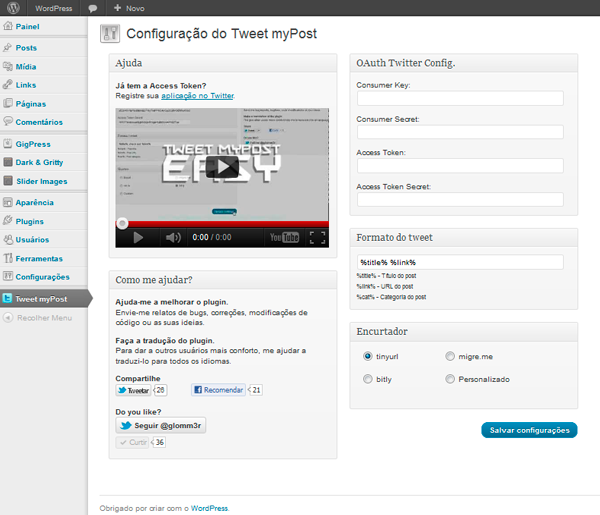 WordPress + Novo
Painel
Posts
Mídia
Links
Páginas
Comentários
GigPress
Dark & Gritty
Slider Images
Aparência
Plugins
Usuários
Ferramentas
Configurações
Tweet myPost
Recolher Menu
Configuração do Tweet myPost
Ajuda
Já tem a Access Token?
Registre sua aplicação no Twitter.
TWEET MYPOST
EASY
0:00 / 0:00
YouTube
Como me ajudar?
Ajuda-me a melhorar o plugin.
Envie-me relatos de bugs, correções, modificações de
código ou as suas ideias.
Faça a tradução do plugin.
Para dar a outros usuários mais conforto, me ajudar a
traduzi-lo para todos os idiomas.
Compartilhe
Tweetar 26 Recomendar 21
Do you like?
Seguir @glomm3r
Curtir 36
OAuth Twitter Config.
Consumer Key:
Consumer Secret:
Access Token:
Access Token Secret:
Formato do tweet
%title% %link%
%title% - Título do post
%link% - URL do post
%cat% - Categoria do post
Encurtador
tinyurl migre.me
bitly Personalizado
Salvar configurações
Obrigado por criar com o WordPress.